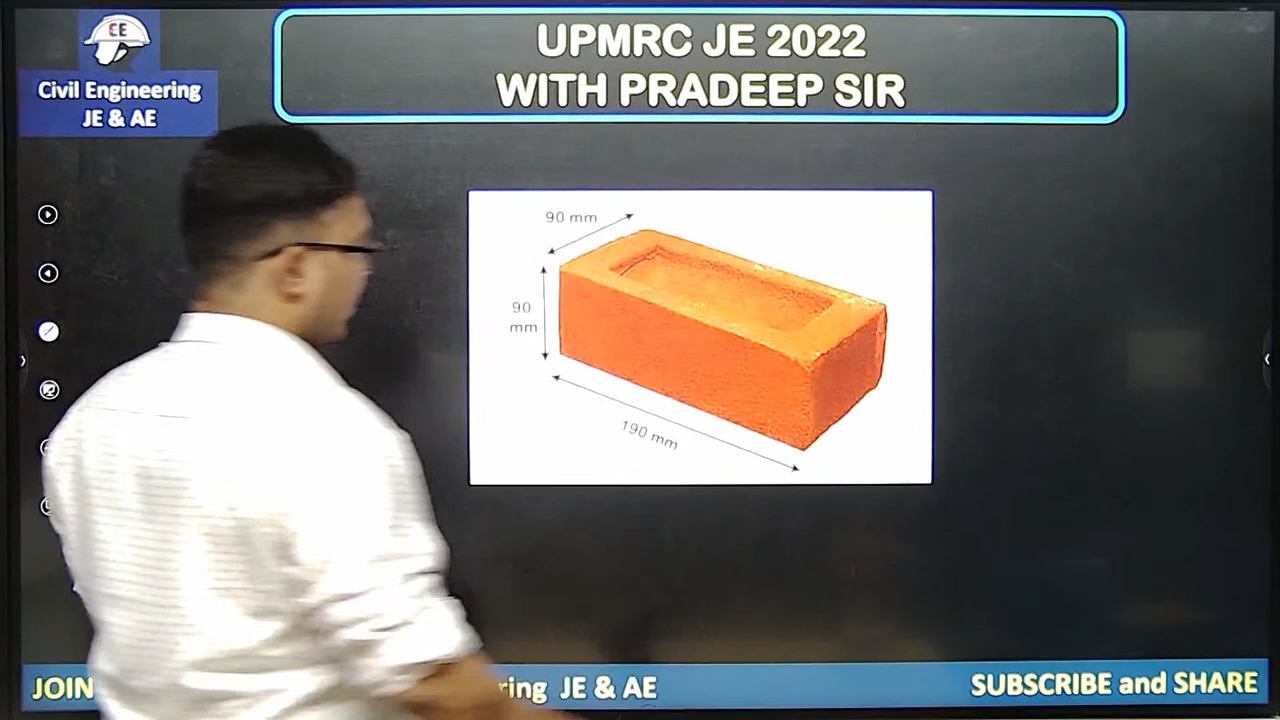 CE
Civil Engineering
JE & AE
UPMRC JE 2022
WITH PRADEEP SIR
90 mm
90
mm
190 mm
JOIN
ring JE & AE
SUBSCRIBE and SHARE